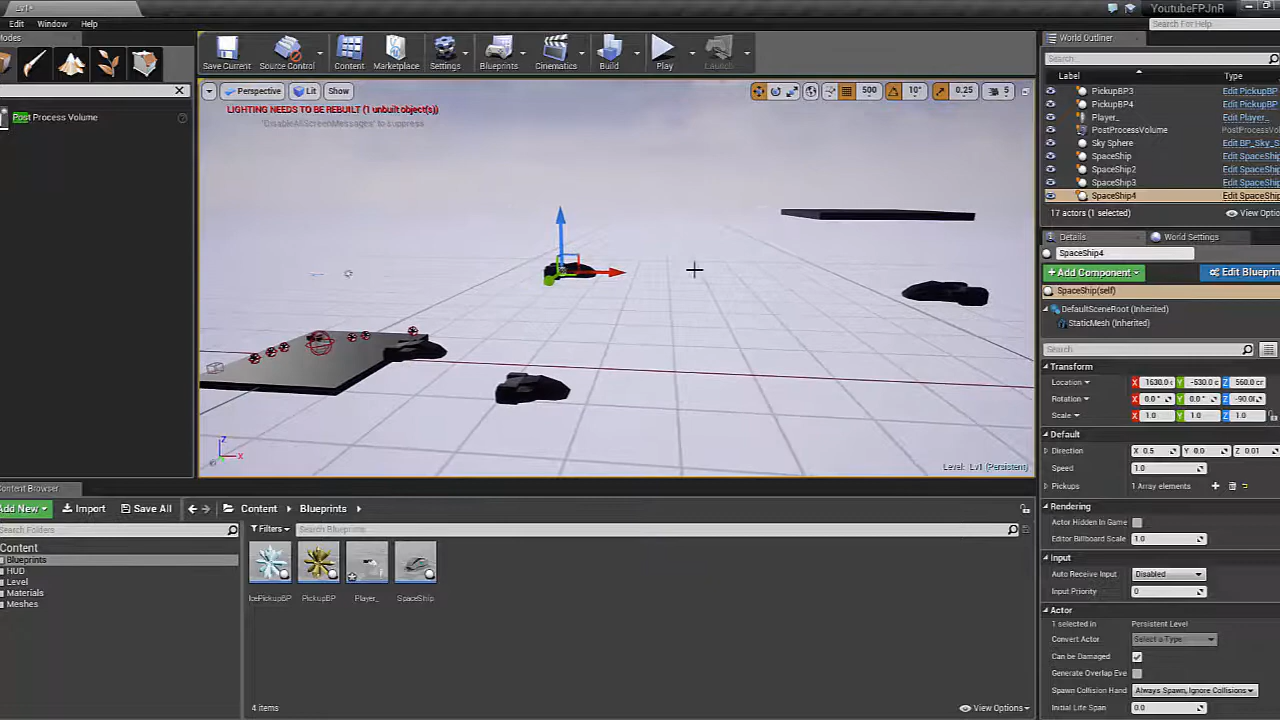 Lv1*
YoutubeFPJnR
Edit Window Help
Search For Help
Modes
Save Current
Source Control
Content
Marketplace
Settings
Blueprints
Cinematics
Build
Play
Launch
World Outliner
Search
Label Type
Perspective
Lit
Show
500
10°
0.25
5
LIGHTING NEEDS TO BE REBUILT (1 unbuilt object(s))
'DisableAllScreenMessages' to suppress
Post Process Volume
PickupBP3 Edit PickupBP
PickupBP4 Edit PickupBP
Player_ Edit Player_
PostProcessVolume PostProcessVolu
Sky Sphere Edit BP_Sky_S
SpaceShip Edit SpaceShip
SpaceShip2 Edit SpaceShip
SpaceShip3 Edit SpaceShip
SpaceShip4 Edit SpaceShip
17 actors (1 selected) View Optio
Details World Settings
SpaceShip4
+ Add Component Edit Blueprin
SpaceShip(self)
DefaultSceneRoot (Inherited)
StaticMesh (Inherited)
Search
Transform
Location X 1630.0 c Y -530.0 c Z 560.0 cm
Rotation X 0.0 ° Y 0.0 ° Z -90.0
Scale X 1.0 Y 1.0 Z 1.0
Default
Direction X 0.5 Y 0.0 Z 0.01
Speed 1.0
Pickups 1 Array elements
Rendering
Actor Hidden In Game
Editor Billboard Scale 1.0
Input
Auto Receive Input Disabled
Input Priority 0
Actor
1 selected in Persistent Level
Convert Actor Select a Type
Can be Damaged
Generate Overlap Eve
Spawn Collision Hand Always Spawn, Ignore Collisions
Initial Life Span 0.0
Z
X
Level: Lv1 (Persistent)
Content Browser
Add New Import Save All Content Blueprints
Search Folders
Filters Search Blueprints
Content
Blueprints
HUD
Level
Materials
Meshes
IcePickupBP PickupBP Player_ SpaceShip
4 items View Options